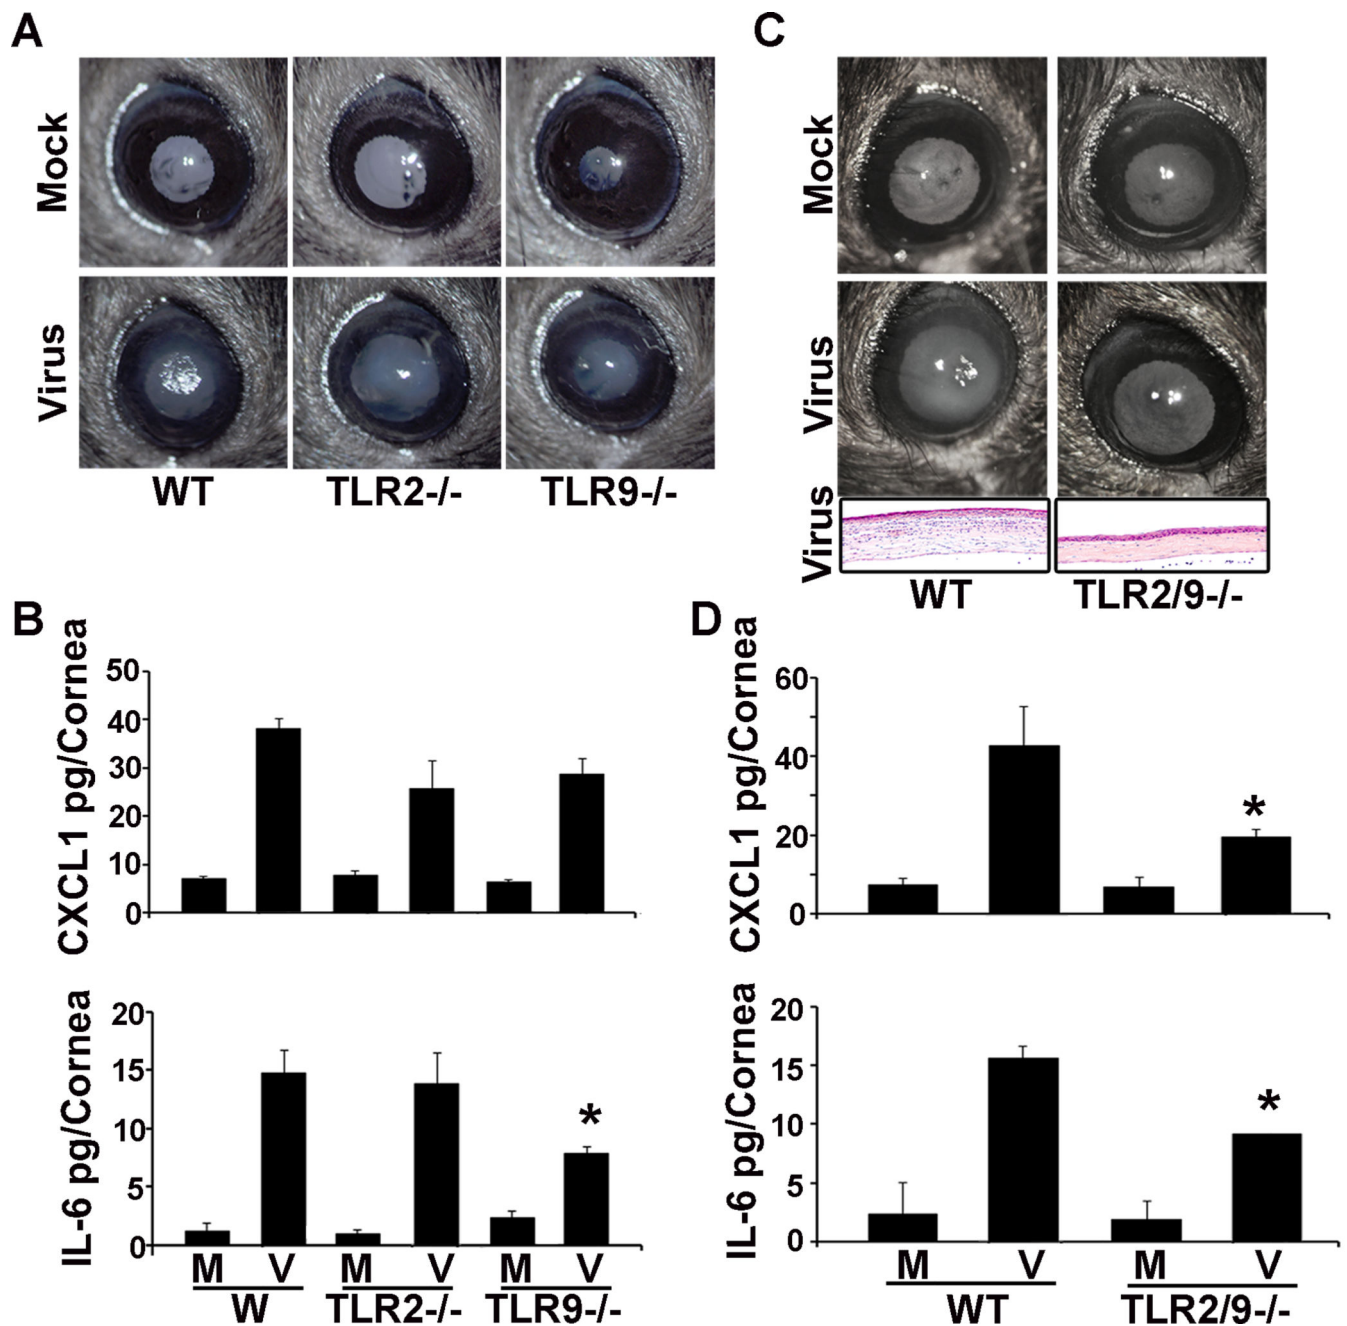 A
Mock
Virus
WT TLR2-/- TLR9-/-
C
Mock
Virus
Virus
WT TLR2/9-/-
B
CXCL1 pg/Cornea
50
40
30
20
10
0
IL-6 pg/Cornea
20
15
10
5
0
*
M V M V M V
W TLR2-/- TLR9-/-
D
CXCL1 pg/Cornea
60
40
20
0
*
IL-6 pg/Cornea
20
15
10
5
0
*
M V M V
WT TLR2/9-/-